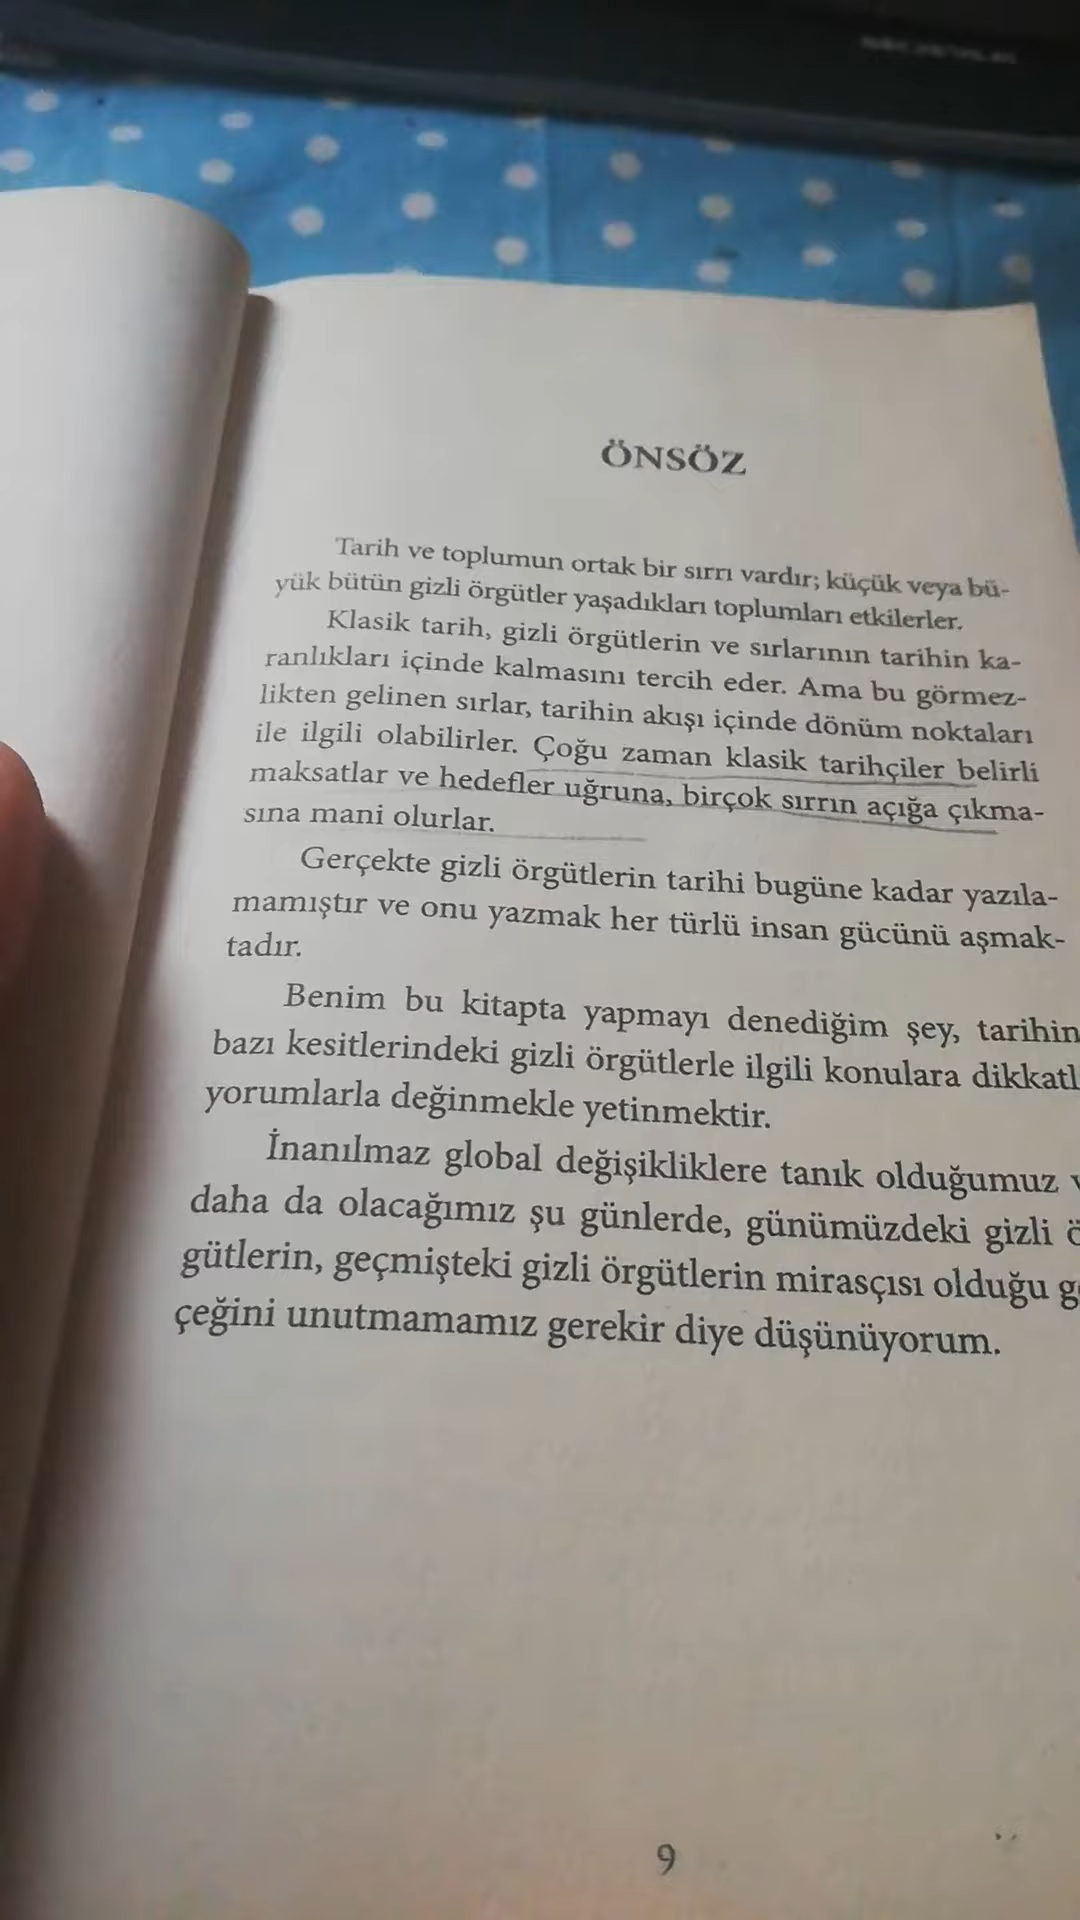 ÖNSÖZ
Tarih ve toplumun ortak bir sırrı vardır; küçük veya bü-
yük bütün gizli örgütler yaşadıkları toplumları etkilerler.
Klasik tarih, gizli örgütlerin ve sırlarının tarihin ka-
ranlıkları içinde kalmasını tercih eder. Ama bu görmez-
likten gelinen sırlar, tarihin akışı içinde dönüm noktaları
ile ilgili olabilirler. Çoğu zaman klasik tarihçiler belirli
maksatlar ve hedefler uğruna, birçok sırrın açığa çıkma-
sına mani olurlar.
Gerçekte gizli örgütlerin tarihi bugüne kadar yazıla-
mamıştır ve onu yazmak her türlü insan gücünü aşmak-
tadır.
Benim bu kitapta yapmayı denediğim şey, tarihin
bazı kesitlerindeki gizli örgütlerle ilgili konulara dikkatl
yorumlarla değinmekle yetinmektir.
İnanılmaz global değişikliklere tanık olduğumuz
daha da olacağımız şu günlerde, günümüzdeki gizli ö
gütlerin, geçmişteki gizli örgütlerin mirasçısı olduğu g
çeğini unutmamamız gerekir diye düşünüyorum.
9